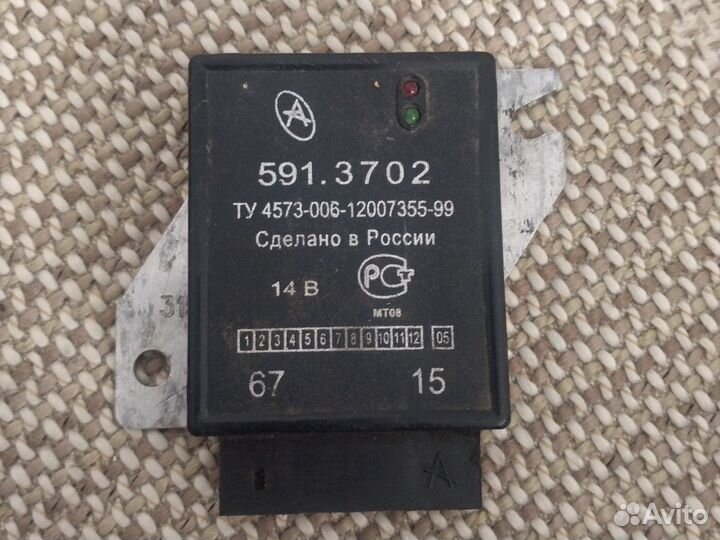 А
591.3702
ТУ 4573-006-12007355-99
Сделано в России
14 В
РСТ
МТ08
1 2 3 4 5 6 7 8 9 10 11 12 05
67 15
А
Avito